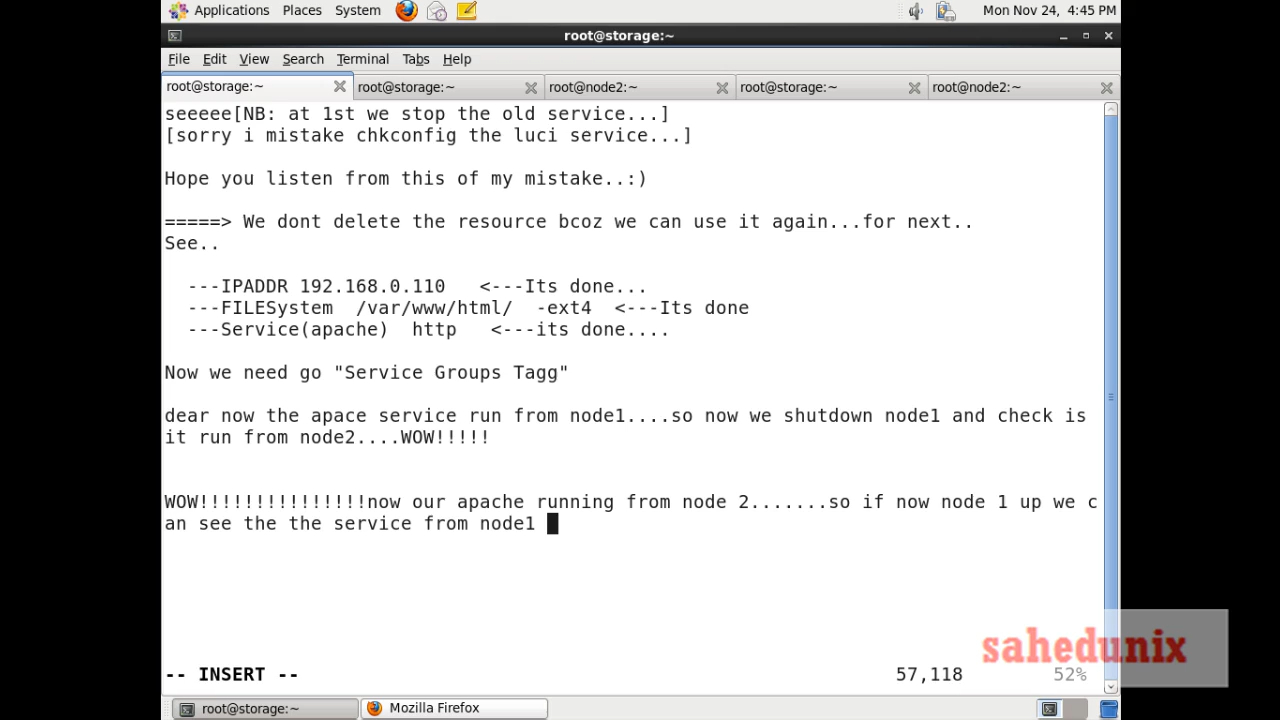 Applications Places System Mon Nov 24, 4:45 PM
root@storage:~
File Edit View Search Terminal Tabs Help
root@storage:~ root@storage:~ root@node2:~ root@storage:~ root@node2:~
seeeee[NB: at 1st we stop the old service...]
[sorry i mistake chkconfig the luci service...]
Hope you listen from this of my mistake..:)
=====> We dont delete the resource bcoz we can use it again...for next..
See..
---IPADDR 192.168.0.110 <---Its done...
---FILESystem /var/www/html/ -ext4 <---Its done
---Service(apache) http <---its done....
Now we need go "Service Groups Tagg"
dear now the apace service run from node1....so now we shutdown node1 and check is
it run from node2....WOW!!!!!
WOW!!!!!!!!!!!!!!!now our apache running from node 2.......so if now node 1 up we c
an see the the service from node1
sahedunix
-- INSERT -- 57,118 52%
root@storage:~ Mozilla Firefox